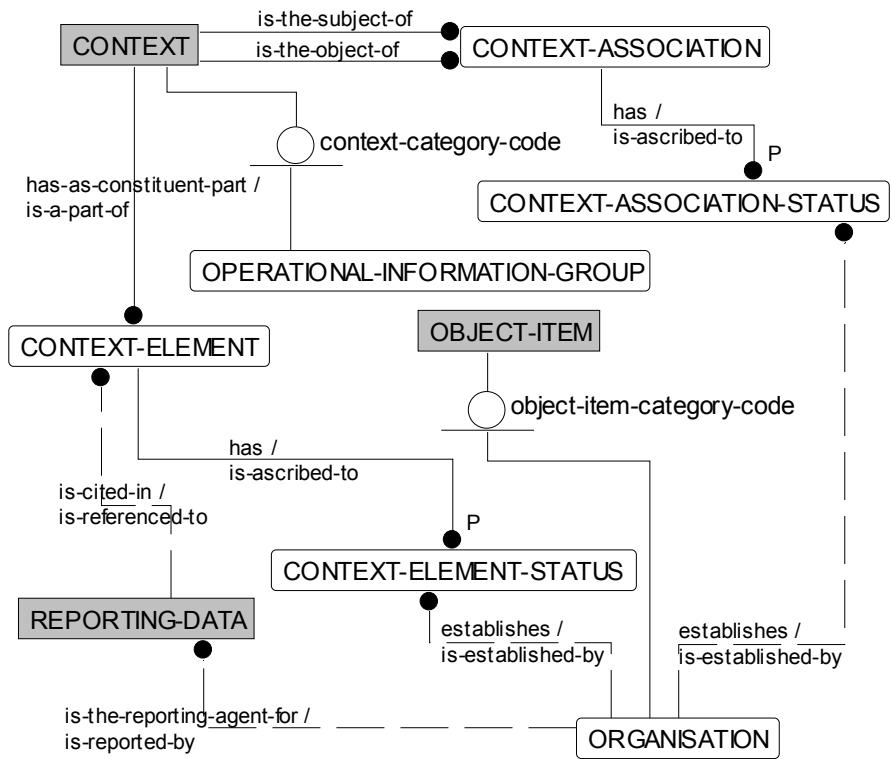 is-the-subject-of
CONTEXT
is-the-object-of
CONTEXT-ASSOCIATION
has /
is-ascribed-to
context-category-code
P
has-as-constituent-part /
is-a-part-of
CONTEXT-ASSOCIATION-STATUS
OPERATIONAL-INFORMATION-GROUP
OBJECT-ITEM
CONTEXT-ELEMENT
object-item-category-code
has /
is-ascribed-to
is-cited-in /
is-referenced-to
P
CONTEXT-ELEMENT-STATUS
REPORTING-DATA
establishes /
is-established-by
establishes /
is-established-by
is-the-reporting-agent-for /
is-reported-by
ORGANISATION